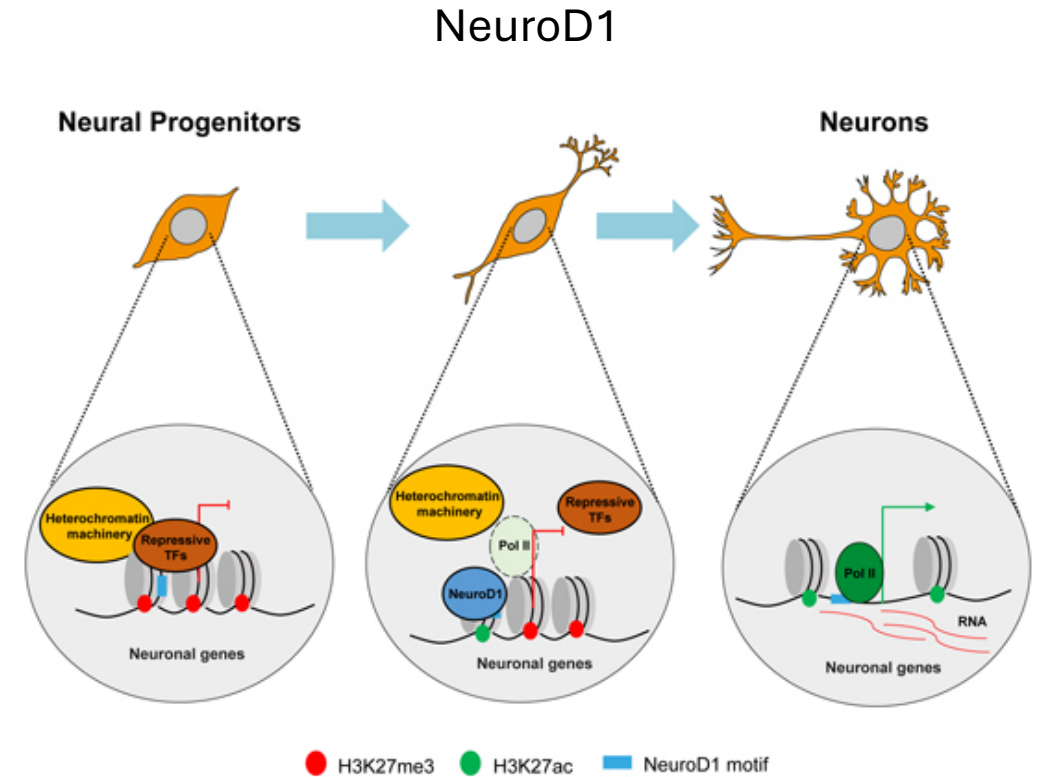 NeuroD1
Neural Progenitors
Neurons
Heterochromatin
machinery
Repressive
TFs
Neuronal genes
Heterochromatin
machinery
Repressive
TFs
Pol II
NeuroD1
Neuronal genes
Pol II
RNA
Neuronal genes
H3K27me3
H3K27ac
NeuroD1 motif